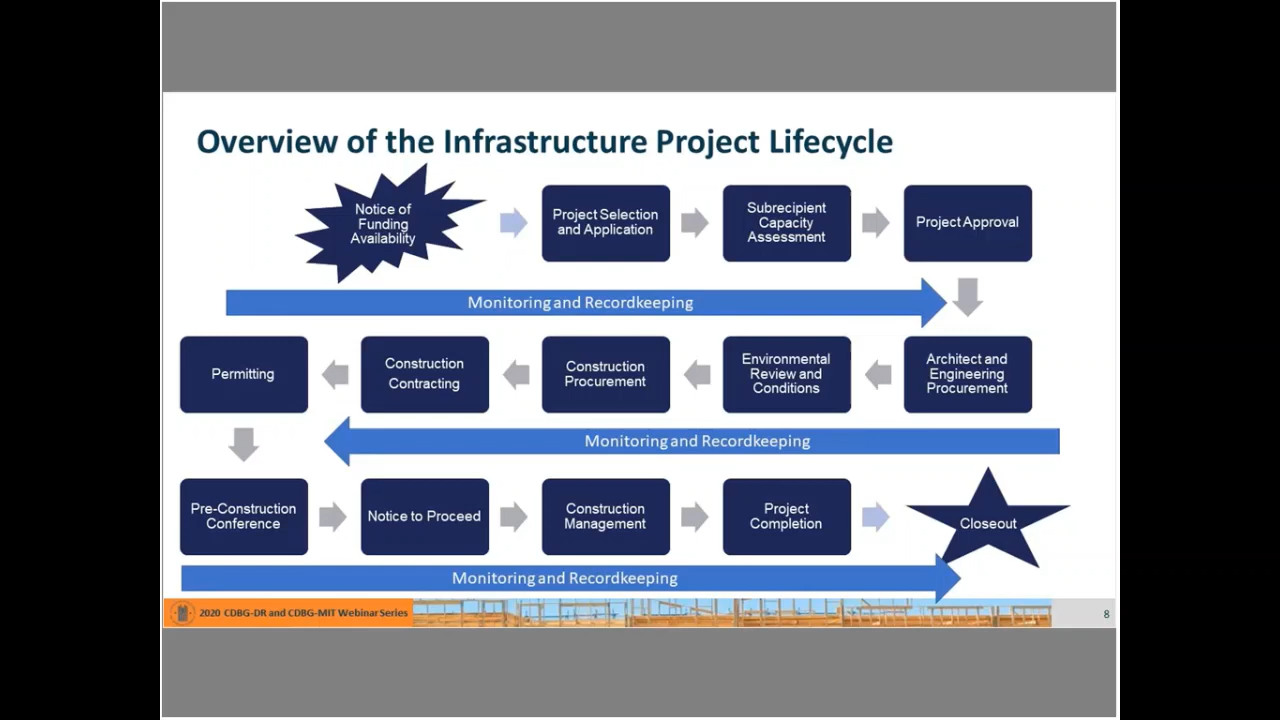 Overview of the Infrastructure Project Lifecycle
Notice of
Funding
Availability
Project Selection
and Application
Subrecipient
Capacity
Assessment
Project Approval
Monitoring and Recordkeeping
Permitting
Construction
Contracting
Construction
Procurement
Environmental
Review and
Conditions
Architect and
Engineering
Procurement
Monitoring and Recordkeeping
Pre-Construction
Conference
Notice to Proceed
Construction
Management
Project
Completion
Closeout
Monitoring and Recordkeeping
2020 CDBG-DR and CDBG-MIT Webinar Series
8